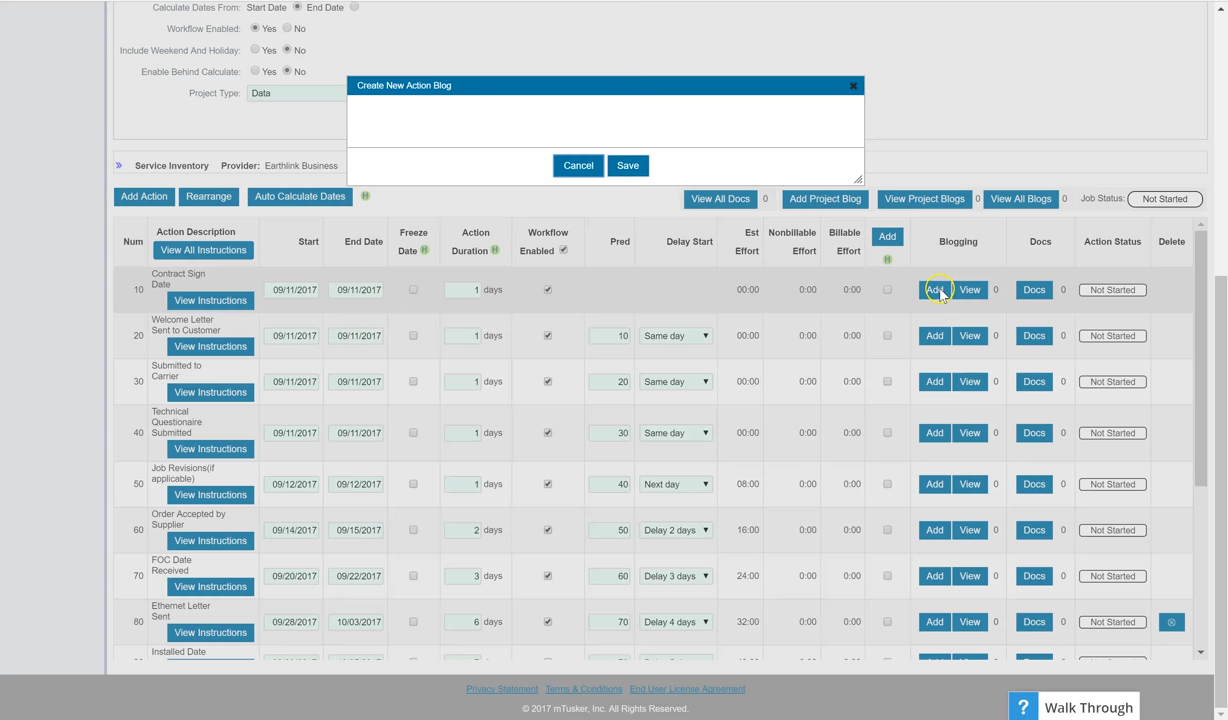 Calculate Dates From: Start Date End Date
Workflow Enabled: Yes No
Include Weekend And Holiday: Yes No
Enable Behind Calculate: Yes No
Project Type: Data
Create New Action Blog
Cancel Save
» Service Inventory Provider: Earthlink Business
Add Action Rearrange Auto Calculate Dates H View All Docs 0 Add Project Blog View Project Blogs 0 View All Blogs 0 Job Status: Not Started
Num Action Description View All Instructions Start End Date Freeze Date H Action Duration H Workflow Enabled Pred Delay Start Est Effort Nonbillable Effort Billable Effort Add H Blogging Docs Action Status Delete
10 Contract Sign Date View Instructions 09/11/2017 09/11/2017 1 days 00:00 0:00 0:00 Add View 0 Docs 0 Not Started
20 Welcome Letter Sent to Customer View Instructions 09/11/2017 09/11/2017 1 days 10 Same day 00:00 0:00 0:00 Add View 0 Docs 0 Not Started
30 Submitted to Carrier View Instructions 09/11/2017 09/11/2017 1 days 20 Same day 00:00 0:00 0:00 Add View 0 Docs 0 Not Started
40 Technical Questionaire Submitted View Instructions 09/11/2017 09/11/2017 1 days 30 Same day 00:00 0:00 0:00 Add View 0 Docs 0 Not Started
50 Job Revisions(if applicable) View Instructions 09/12/2017 09/12/2017 1 days 40 Next day 08:00 0:00 0:00 Add View 0 Docs 0 Not Started
60 Order Accepted by Supplier View Instructions 09/14/2017 09/15/2017 2 days 50 Delay 2 days 16:00 0:00 0:00 Add View 0 Docs 0 Not Started
70 FOC Date Received View Instructions 09/20/2017 09/22/2017 3 days 60 Delay 3 days 24:00 0:00 0:00 Add View 0 Docs 0 Not Started
80 Ethernet Letter Sent View Instructions 09/28/2017 10/03/2017 6 days 70 Delay 4 days 32:00 0:00 0:00 Add View 0 Docs 0 Not Started
Installed Date
Privacy Statement Terms & Conditions End User License Agreement
© 2017 mTusker, Inc. All Rights Reserved.
? Walk Through